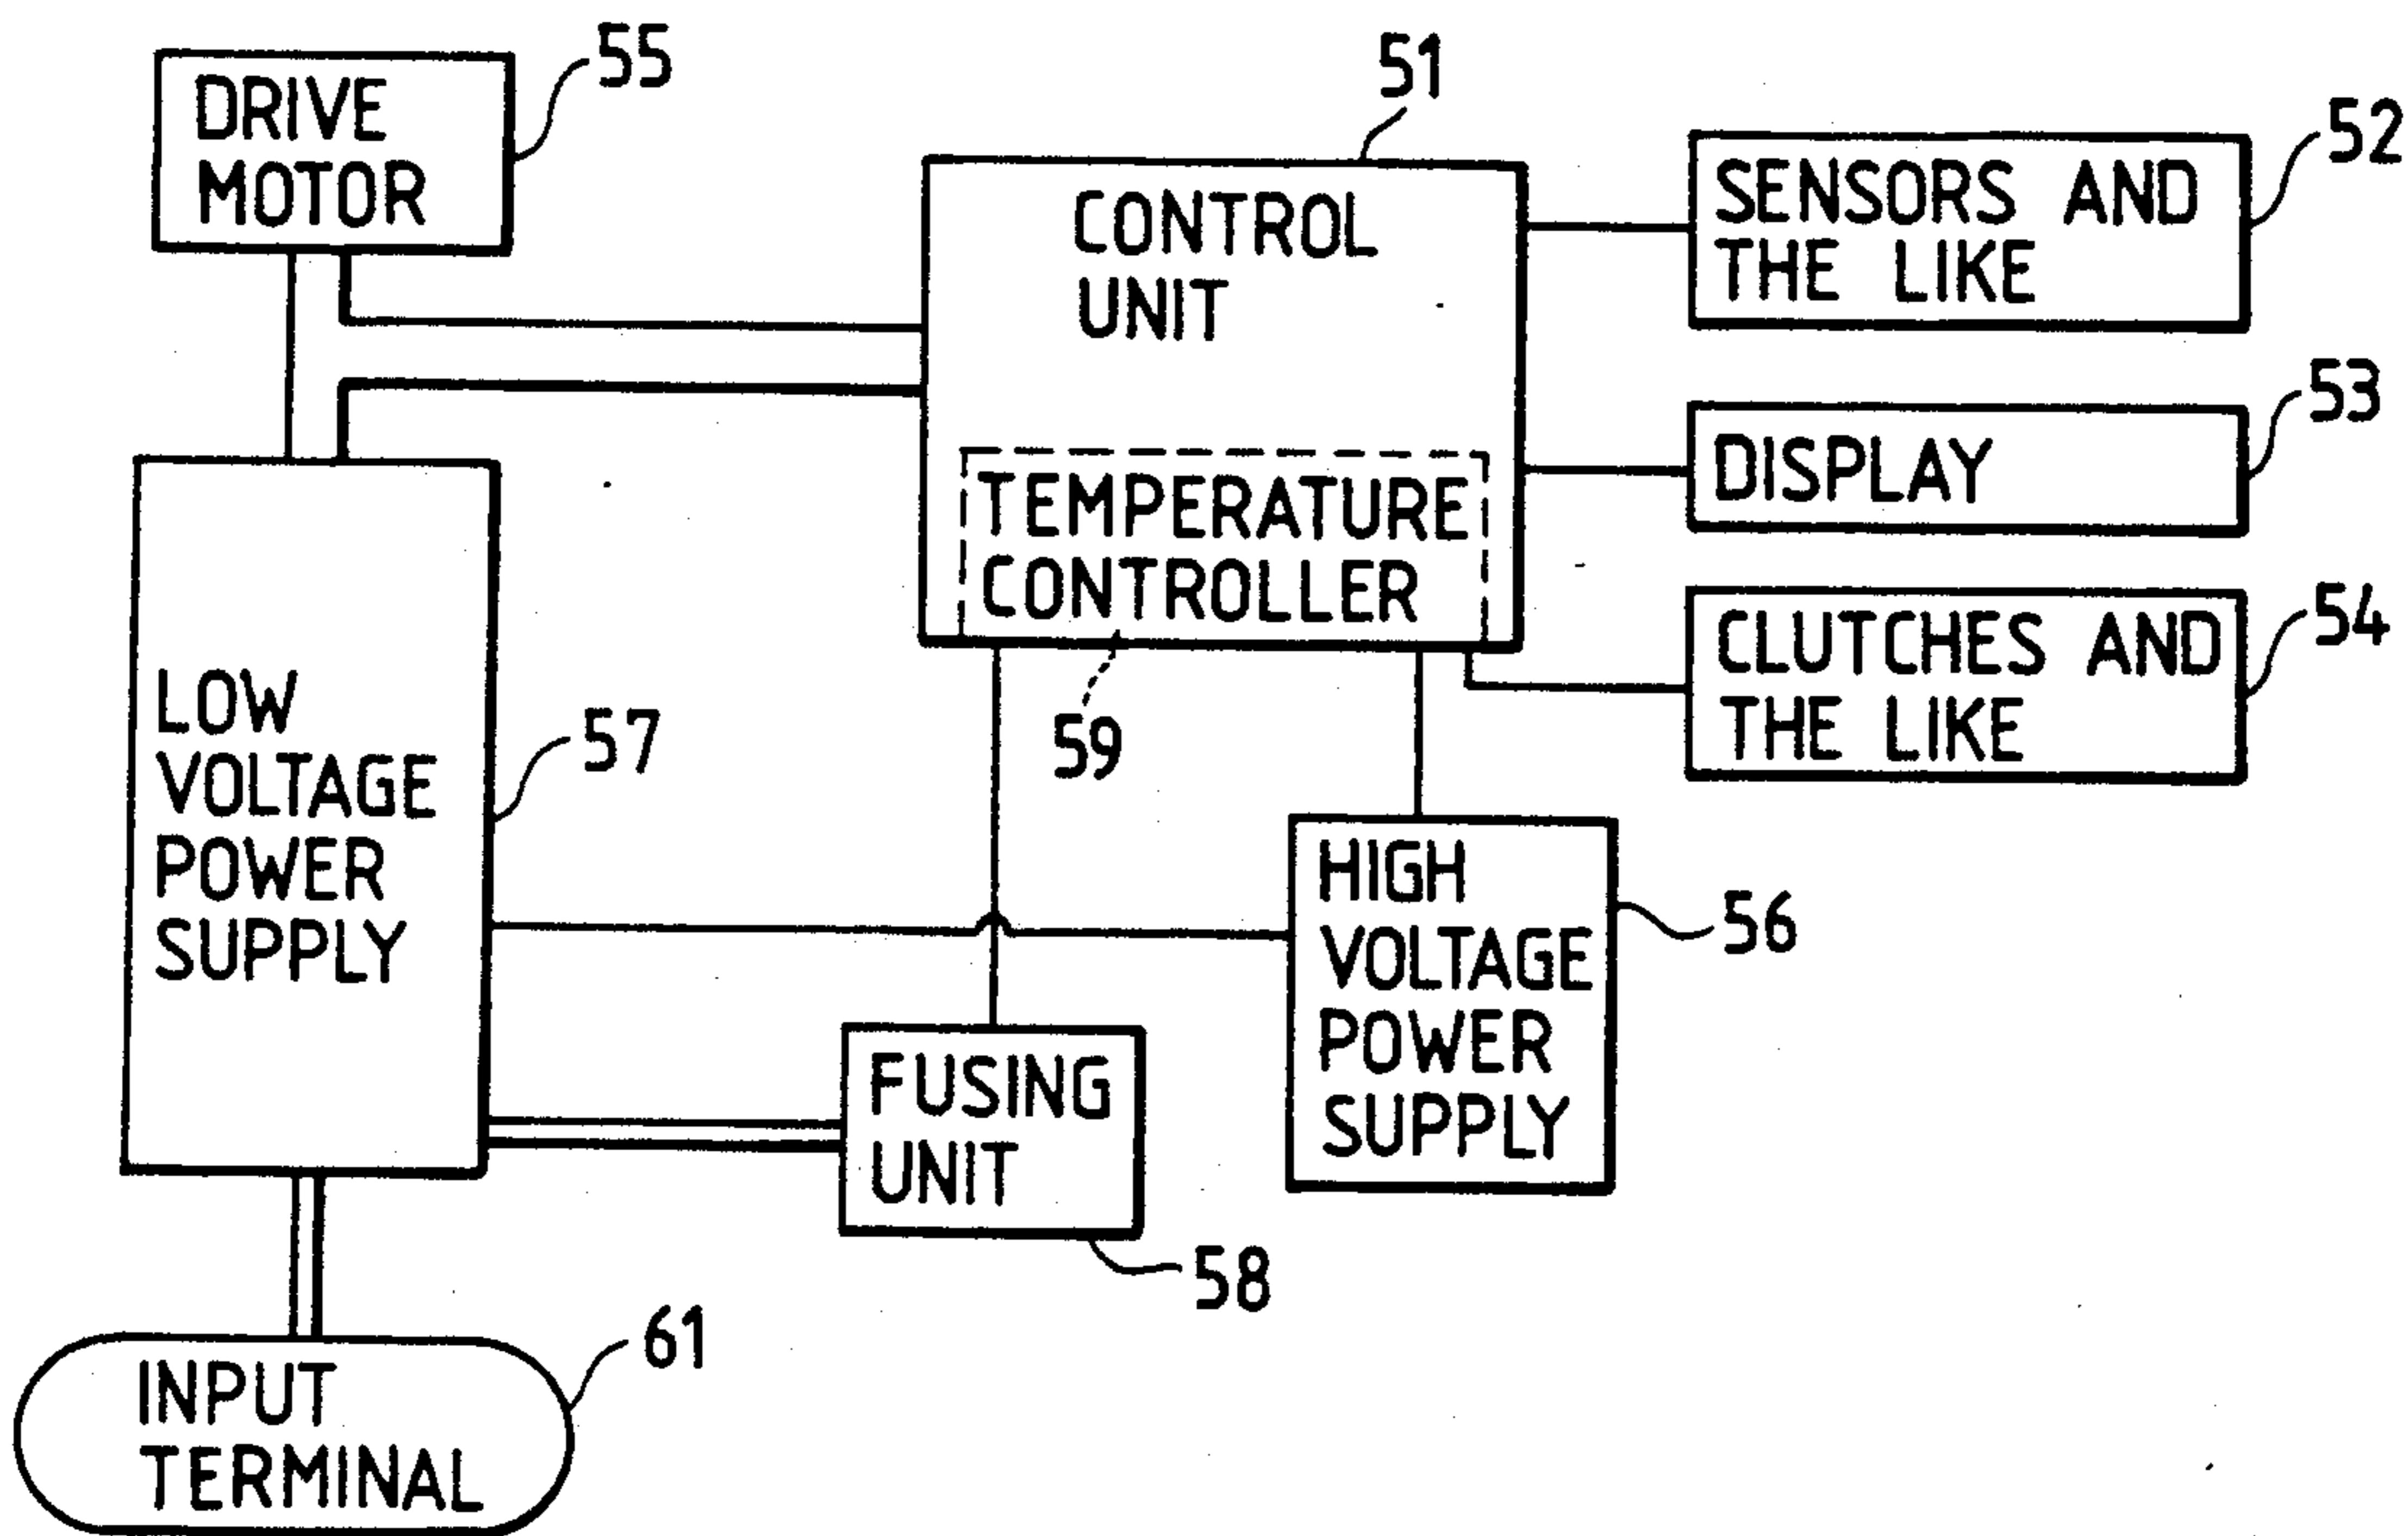 DRIVE
MOTOR
55
51
CONTROL
UNIT
SENSORS AND
THE LIKE
52
DISPLAY
53
TEMPERATURE
CONTROLLER
59
CLUTCHES AND
THE LIKE
54
LOW
VOLTAGE
POWER
SUPPLY
57
HIGH
VOLTAGE
POWER
SUPPLY
56
FUSING
UNIT
58
INPUT
TERMINAL
61